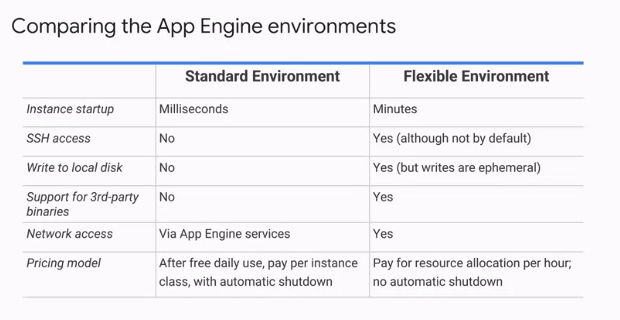 Comparing the App Engine environments
Standard Environment Flexible Environment
Instance startup Milliseconds Minutes
SSH access No Yes (although not by default)
Write to local disk No Yes (but writes are ephemeral)
Support for 3rd-party No Yes
binaries
Network access Via App Engine services Yes
Pricing model After free daily use, pay per instance Pay for resource allocation per hour;
class, with automatic shutdown no automatic shutdown